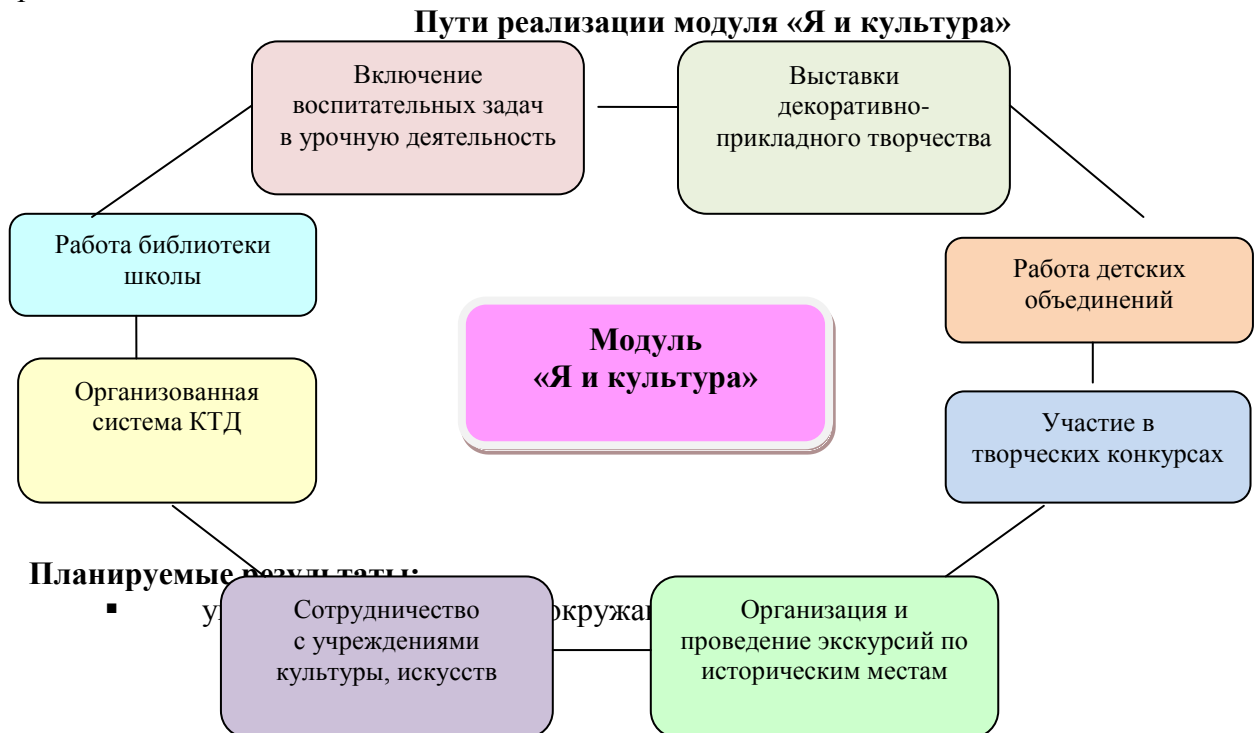 Пути реализации модуля «Я и культура»
Включение
воспитательных задач
в урочную деятельность
Выставки
декоративно-
прикладного творчества
Работа библиотеки
школы
Работа детских
объединений
Модуль
«Я и культура»
Организованная
система КТД
Участие в
творческих конкурсах
Планируемые результаты:
Сотрудничество
с учреждениями
культуры, искусств
Организация и
проведение экскурсий по
историческим местам